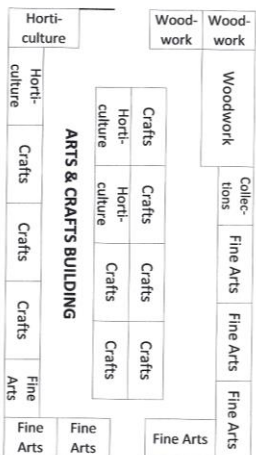 Horti-
culture
Wood-
work
Wood-
work
Horti-
culture
Crafts
Crafts
Crafts
Fine
Arts
ARTS & CRAFTS BUILDING
Horti-
culture
Horti-
culture
Crafts
Crafts
Crafts
Crafts
Crafts
Crafts
Woodwork
Collec-
tions
Fine Arts
Fine Arts
Fine Arts
Fine
Arts
Fine
Arts
Fine Arts